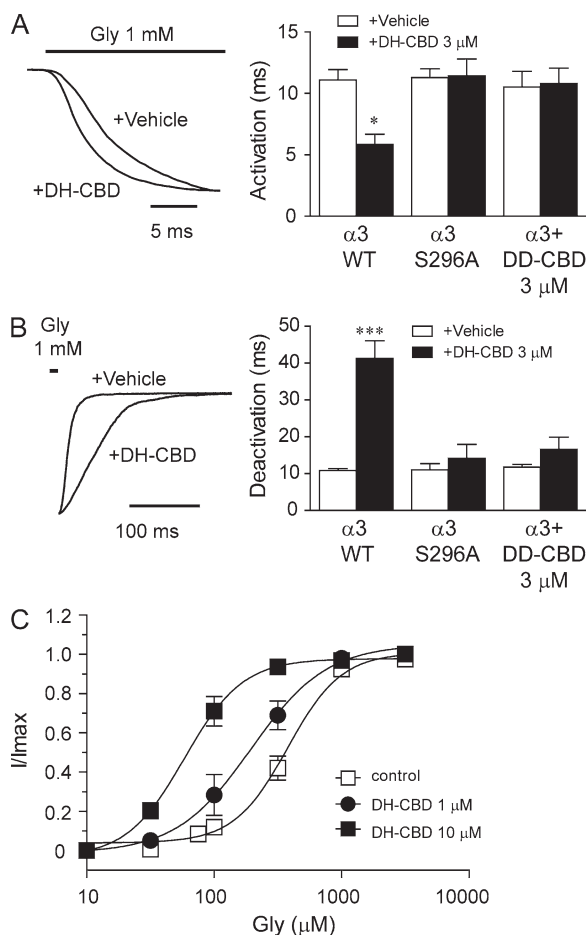 A
Gly 1 mM
+Vehicle
+DH-CBD
5 ms
Activation (ms)
15
10
5
0
+Vehicle
+DH-CBD 3 μM
*
α3
WT
α3
S296A
α3+
DD-CBD
3 μM
B
Gly
1 mM
+Vehicle
+DH-CBD
100 ms
Deactivation (ms)
50
40
30
20
10
0
***
+Vehicle
+DH-CBD 3 μM
α3
WT
α3
S296A
α3+
DD-CBD
3 μM
C
I/Imax
1.2
1.0
0.8
0.6
0.4
0.2
0
control
DH-CBD 1 μM
DH-CBD 10 μM
10
100
1000
10000
Gly (μM)